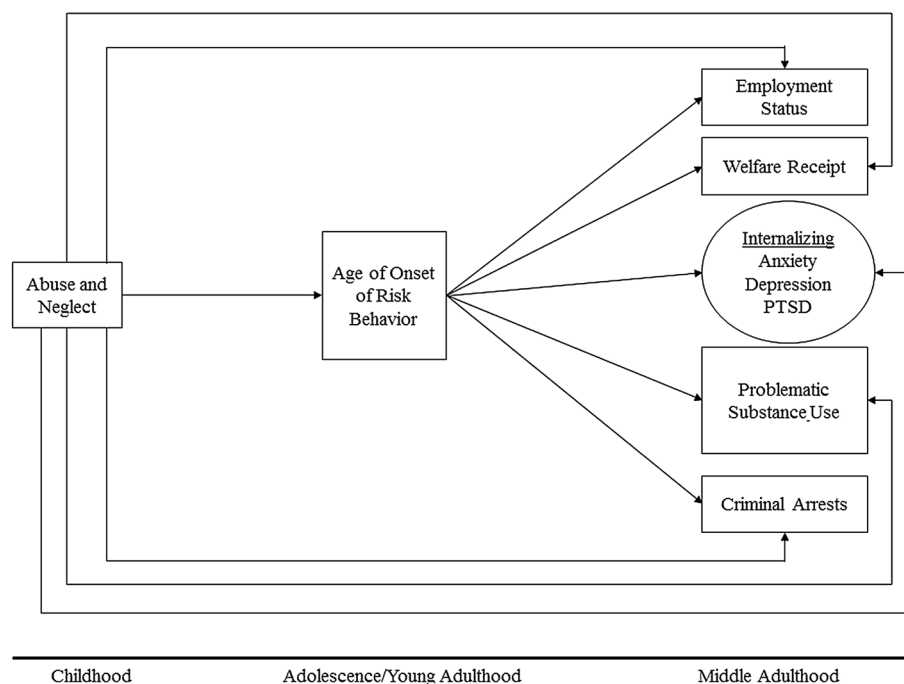 Employment
Status
Welfare Receipt
Internalizing
Anxiety
Depression
PTSD
Abuse and
Neglect
Age of Onset
of Risk
Behavior
Problematic
Substance Use
Criminal Arrests
Childhood
Adolescence/Young Adulthood
Middle Adulthood